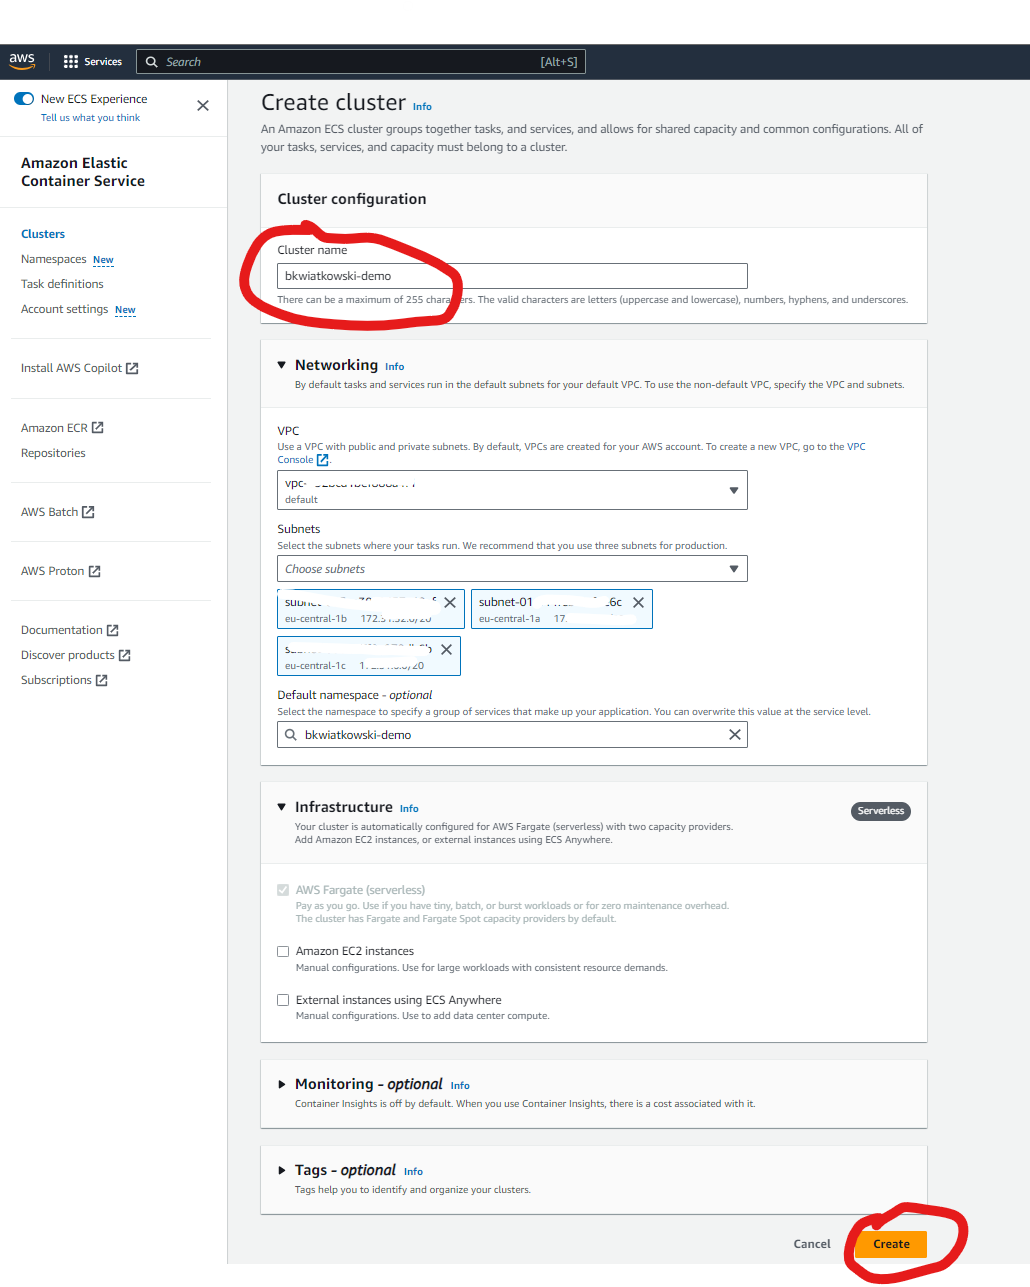 aws
Services
Search
[Alt+S]
New ECS Experience
Tell us what you think
Amazon Elastic
Container Service
Clusters
Namespaces New
Task definitions
Account settings New
Install AWS Copilot
Amazon ECR
Repositories
AWS Batch
AWS Proton
Documentation
Discover products
Subscriptions
Create cluster Info
An Amazon ECS cluster groups together tasks, and services, and allows for shared capacity and common configurations. All of
your tasks, services, and capacity must belong to a cluster.
Cluster configuration
Cluster name
bkwiatkowski-demo
There can be a maximum of 255 characters. The valid characters are letters (uppercase and lowercase), numbers, hyphens, and underscores.
Networking Info
By default tasks and services run in the default subnets for your default VPC. To use the non-default VPC, specify the VPC and subnets.
VPC
Use a VPC with public and private subnets. By default, VPCs are created for your AWS account. To create a new VPC, go to the VPC
Console.
vpc-
default
Subnets
Select the subnets where your tasks run. We recommend that you use three subnets for production.
Choose subnets
eu-central-1b
subnet-01
eu-central-1a 17.
eu-central-1c
Default namespace - optional
Select the namespace to specify a group of services that make up your application. You can overwrite this value at the service level.
bkwiatkowski-demo
Infrastructure Info
Serverless
Your cluster is automatically configured for AWS Fargate (serverless) with two capacity providers.
Add Amazon EC2 instances, or external instances using ECS Anywhere.
AWS Fargate (serverless)
Pay as you go. Use if you have tiny, batch, or burst workloads or for zero maintenance overhead.
The cluster has Fargate and Fargate Spot capacity providers by default.
Amazon EC2 instances
Manual configurations. Use for large workloads with consistent resource demands.
External instances using ECS Anywhere
Manual configurations. Use to add data center compute.
Monitoring - optional Info
Container Insights is off by default. When you use Container Insights, there is a cost associated with it.
Tags - optional Info
Tags help you to identify and organize your clusters.
Cancel
Create